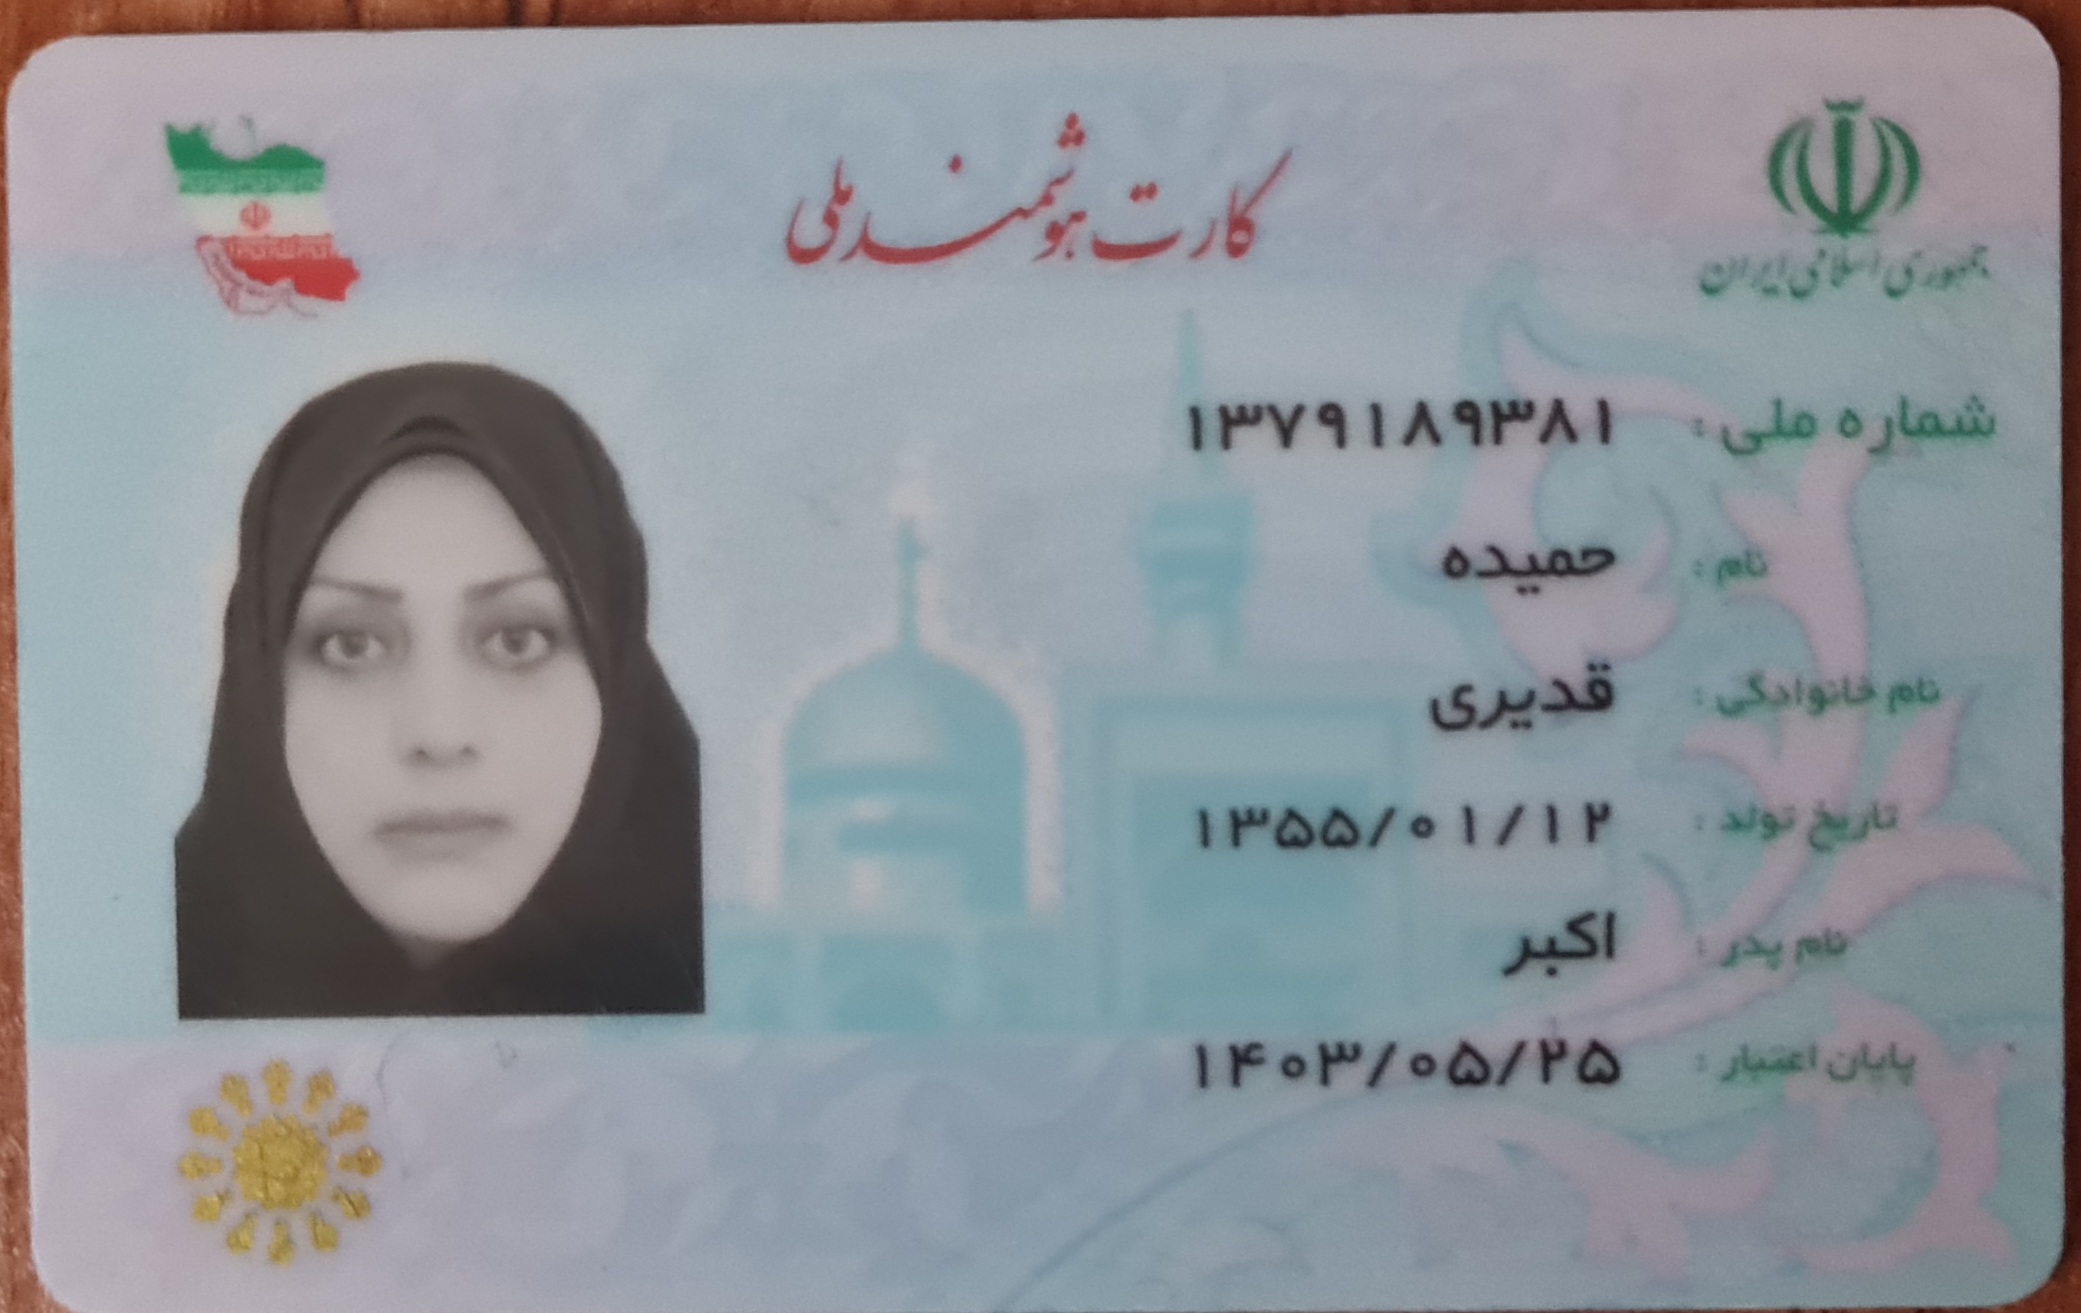 کارت هوشمند ملی
جمهوری اسلامی ایران
شماره ملی : ۱۳۷۹۱۸۹۳۸۱
نام : حمیده
نام خانوادگی : قدیری
تاریخ تولد : ۱۳۵۵/۰۱/۱۲
نام پدر : اکبر
پایان اعتبار : ۱۴۰۳/۰۵/۲۵